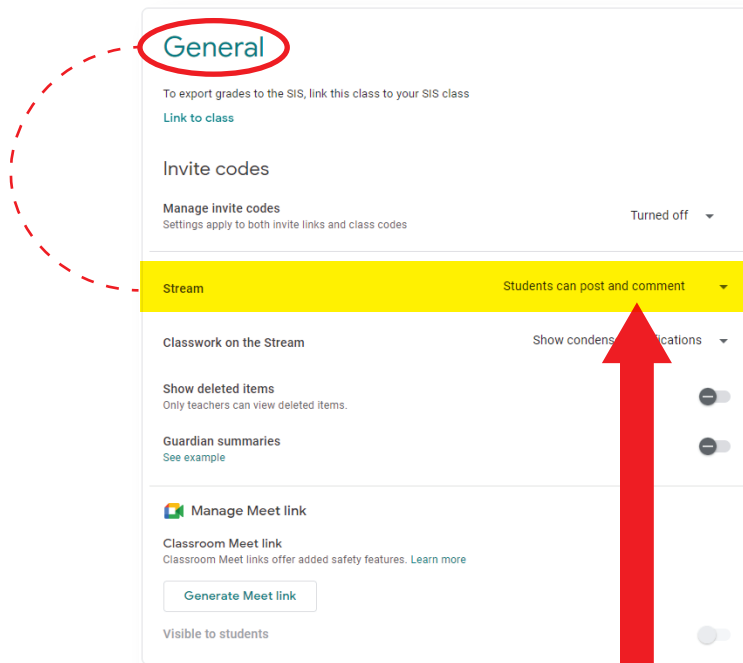 General
To export grades to the SIS, link this class to your SIS class
Link to class
Invite codes
Manage invite codes
Settings apply to both invite links and class codes
Turned off
Stream
Students can post and comment
Classwork on the Stream
Show
Show deleted items
Only teachers can view deleted items.
Guardian summaries
See example
Manage Meet link
Classroom Meet link
Classroom Meet links offer added safety features. Learn more
Generate Meet link
Visible to students